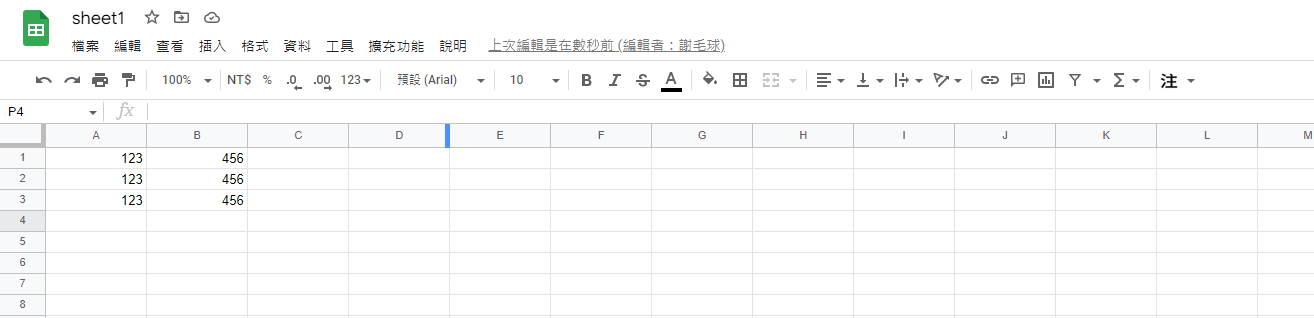 sheet1
檔案 編輯 查看 插入 格式 資料 工具 擴充功能 說明 上次編輯是在數秒前 (編輯者：謝毛球)
100% NT$ % .0 .00 123 預設 (Arial) 10 B I S A Σ 注
P4 fx
A B C D E F G H I J K L M
1 123 456
2 123 456
3 123 456
4
5
6
7
8